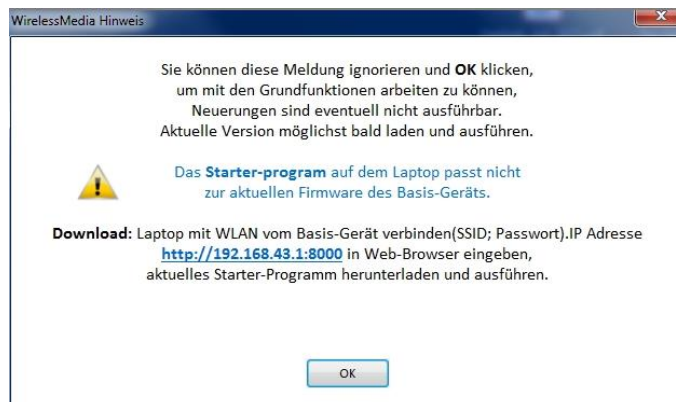 WirelessMedia Hinweis
Sie können diese Meldung ignorieren und OK klicken,
um mit den Grundfunktionen arbeiten zu können,
Neuerungen sind eventuell nicht ausführbar.
Aktuelle Version möglichst bald laden und ausführen.
Das Starter-program auf dem Laptop passt nicht
zur aktuellen Firmware des Basis-Geräts.
Download: Laptop mit WLAN vom Basis-Gerät verbinden(SSID; Passwort).IP Adresse
http://192.168.43.1:8000 in Web-Browser eingeben,
aktuelles Starter-Programm herunterladen und ausführen.
OK